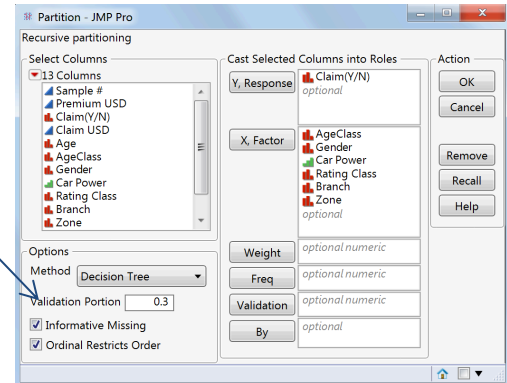 Partition - JMP Pro
Recursive partitioning
Select Columns
13 Columns
Sample #
Premium USD
Claim(Y/N)
Claim USD
Age
AgeClass
Gender
Car Power
Rating Class
Branch
Zone
Options
Method Decision Tree
Validation Portion 0.3
Informative Missing
Ordinal Restricts Order
Cast Selected Columns into Roles
Y, Response
Claim(Y/N)
optional
X, Factor
AgeClass
Gender
Car Power
Rating Class
Branch
Zone
optional
Weight optional numeric
Freq optional numeric
Validation optional numeric
By optional
Action
OK
Cancel
Remove
Recall
Help